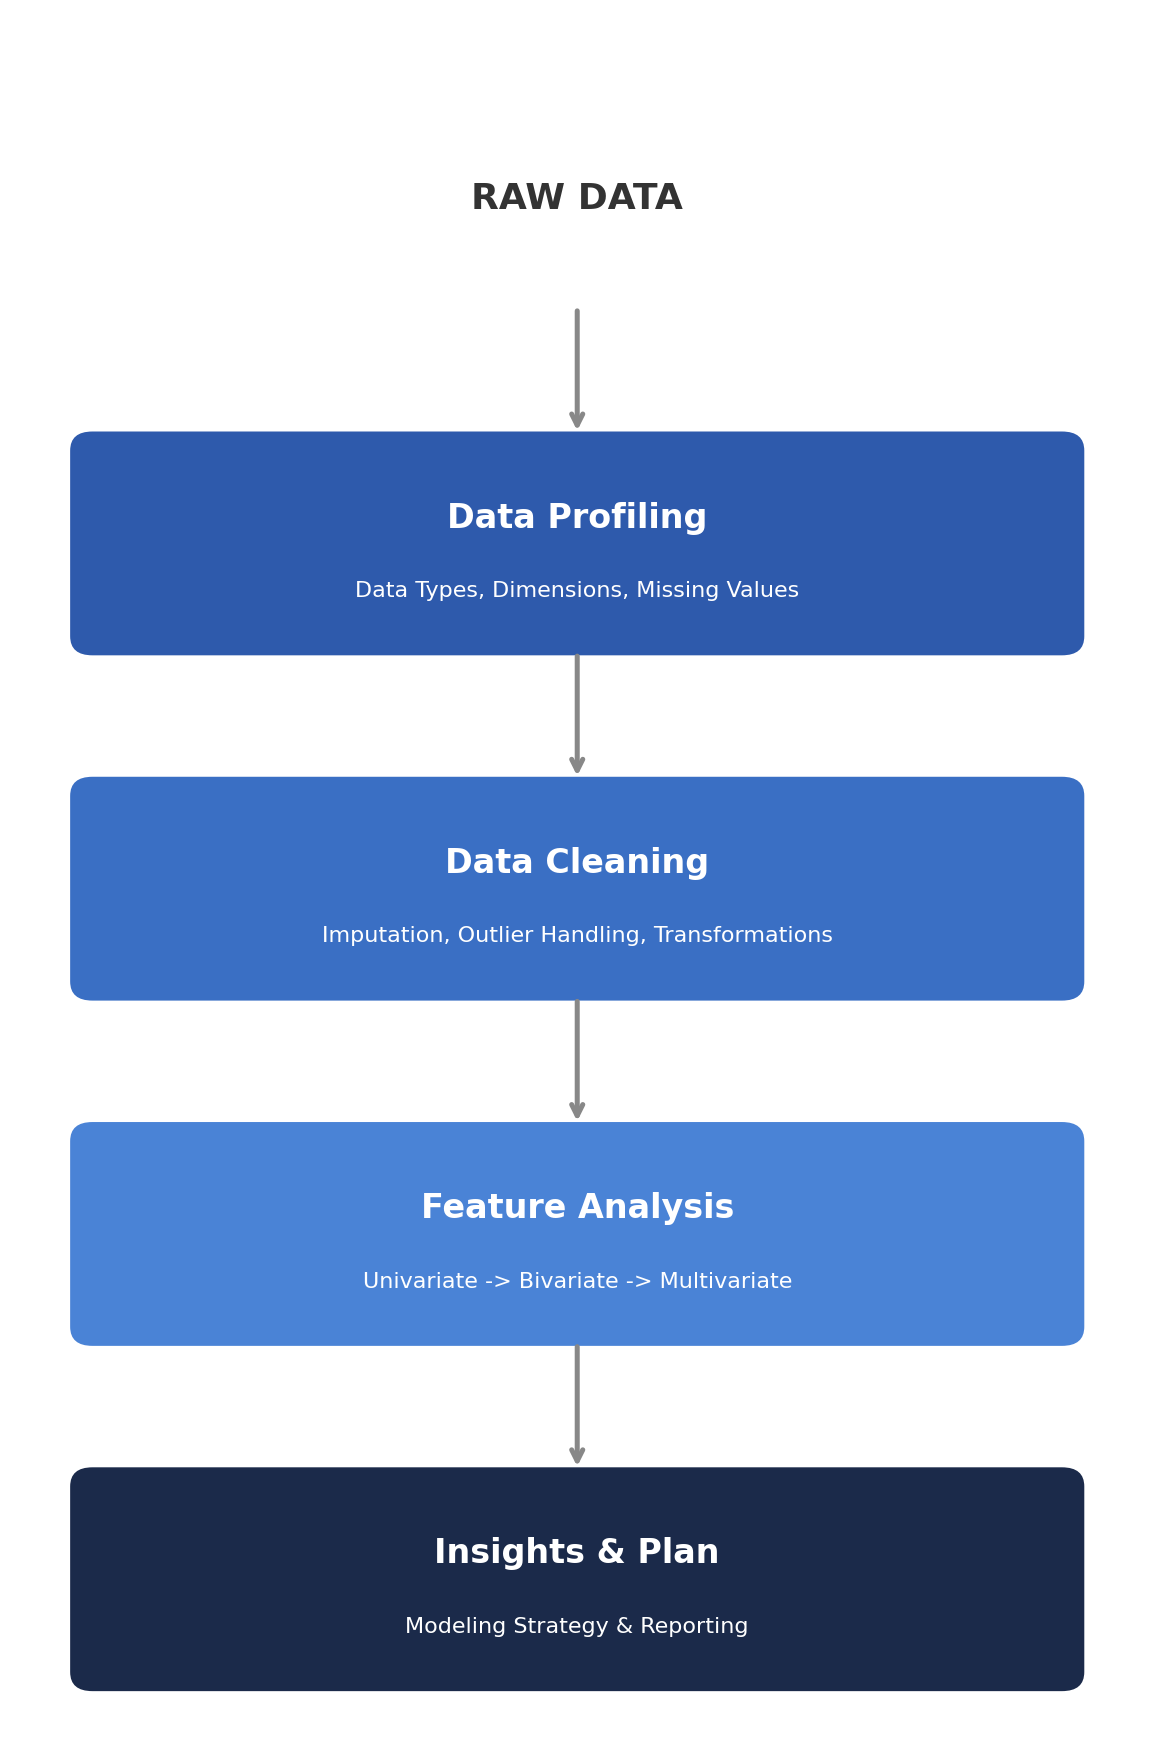 RAW DATA
Data Profiling
Data Types, Dimensions, Missing Values
Data Cleaning
Imputation, Outlier Handling, Transformations
Feature Analysis
Univariate -> Bivariate -> Multivariate
Insights & Plan
Modeling Strategy & Reporting